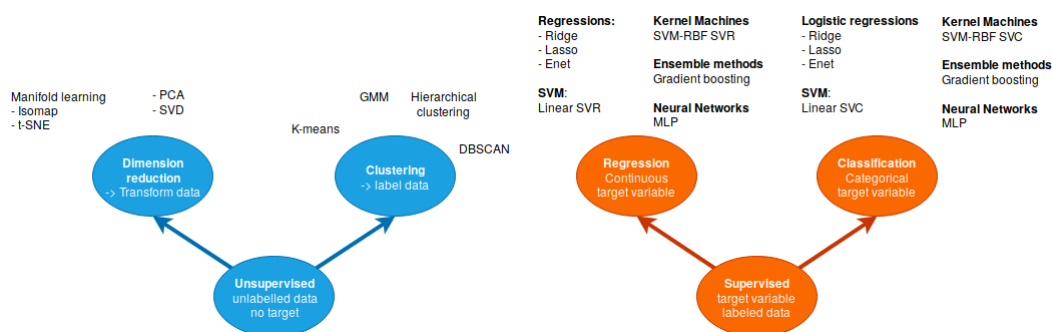 Manifold learning
- Isomap
- t-SNE
- PCA
- SVD
GMM
Hierarchical
clustering
K-means
DBSCAN
Dimension
reduction
-> Transform data
Clustering
-> label data
Unsupervised
unlabelled data
no target
Regressions:
- Ridge
- Lasso
- Enet
SVM:
Linear SVR
Kernel Machines
SVM-RBF SVR
Ensemble methods
Gradient boosting
Neural Networks
MLP
Logistic regressions
- Ridge
- Lasso
- Enet
SVM:
Linear SVC
Kernel Machines
SVM-RBF SVC
Ensemble methods
Gradient boosting
Neural Networks
MLP
Regression
Continuous
target variable
Classification
Categorical
target variable
Supervised
target variable
labeled data